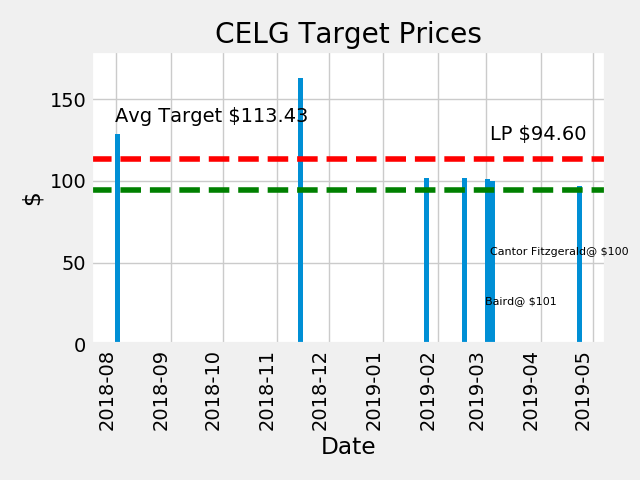 CELG Target Prices
150
100
50
0
$
Avg Target $113.43
LP $94.60
Cantor Fitzgerald@ $100
Baird@ $101
2018-08
2018-09
2018-10
2018-11
2018-12
2019-01
2019-02
2019-03
2019-04
2019-05
Date